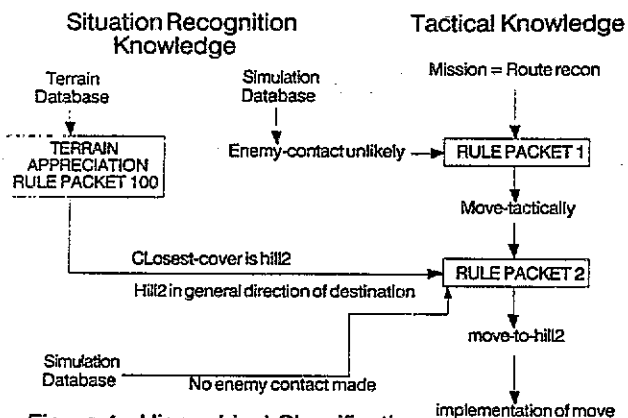 Situation Recognition
Knowledge
Tactical Knowledge
Terrain
Database
Simulation
Database
Mission = Route recon
TERRAIN
APPRECIATION
RULE PACKET 100
Enemy-contact unlikely
RULE PACKET 1
Move-tactically
CLosest-cover is hill2
RULE PACKET 2
Hill2 in general direction of destination
move-to-hill2
Simulation
Database
No enemy contact made
implementation of move